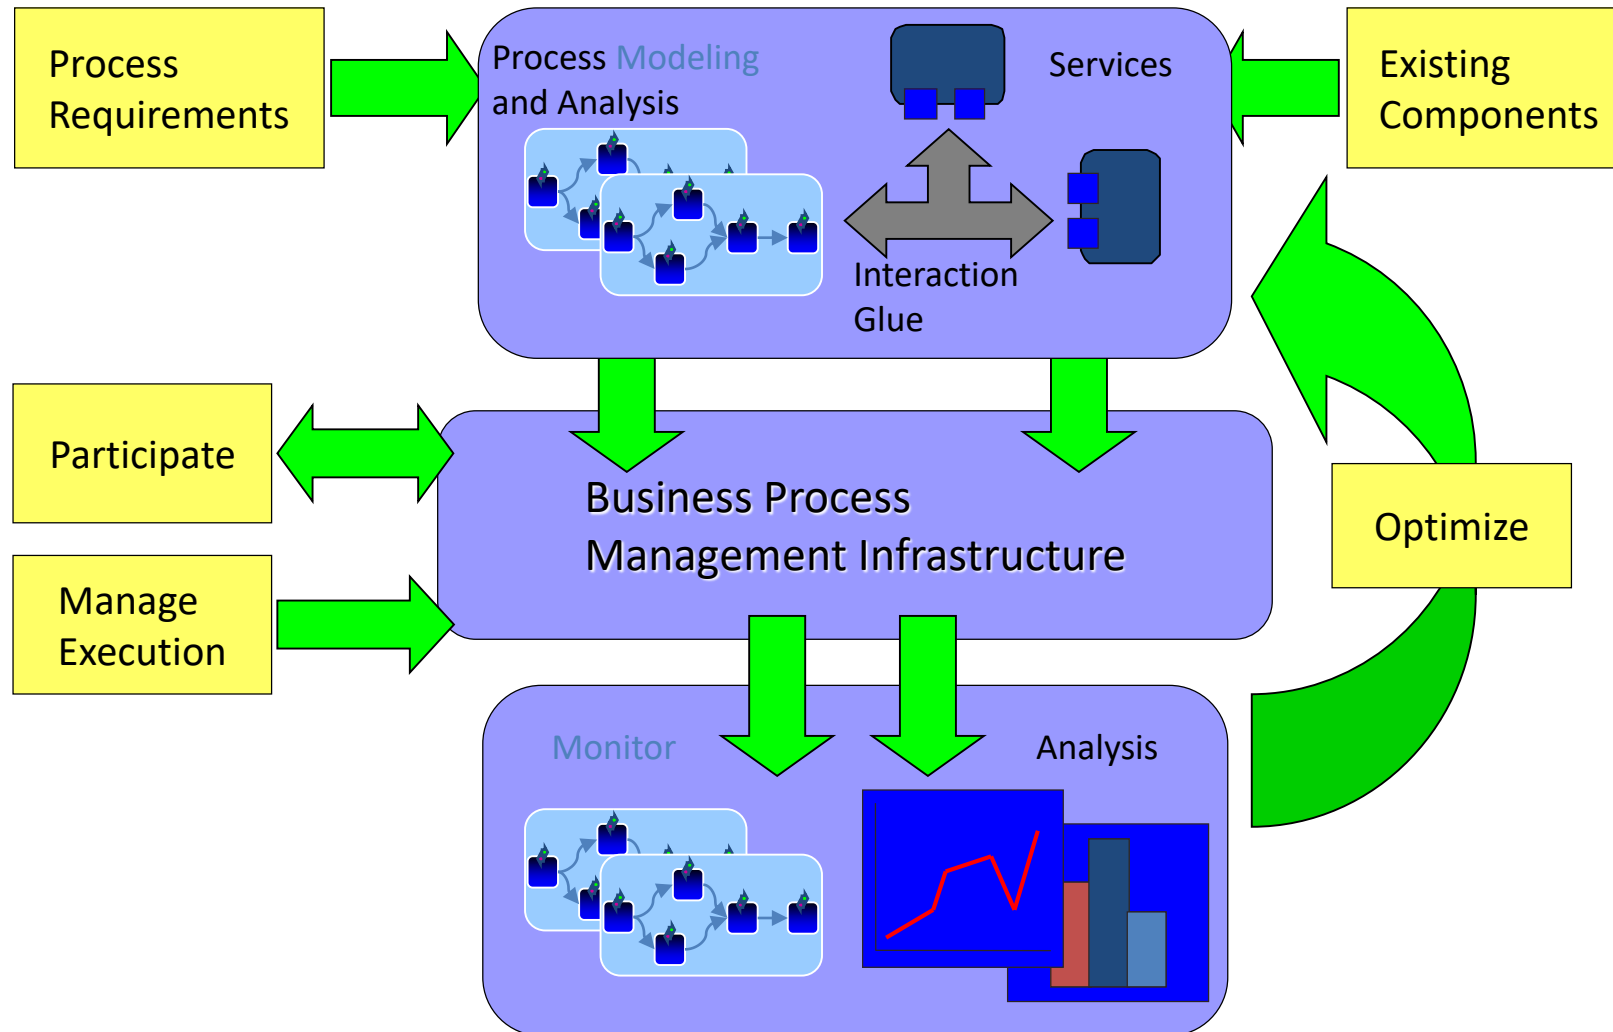 Process
Requirements
Process Modeling
and Analysis
Services
Existing
Components
Interaction
Glue
Participate
Business Process
Management Infrastructure
Optimize
Manage
Execution
Monitor
Analysis